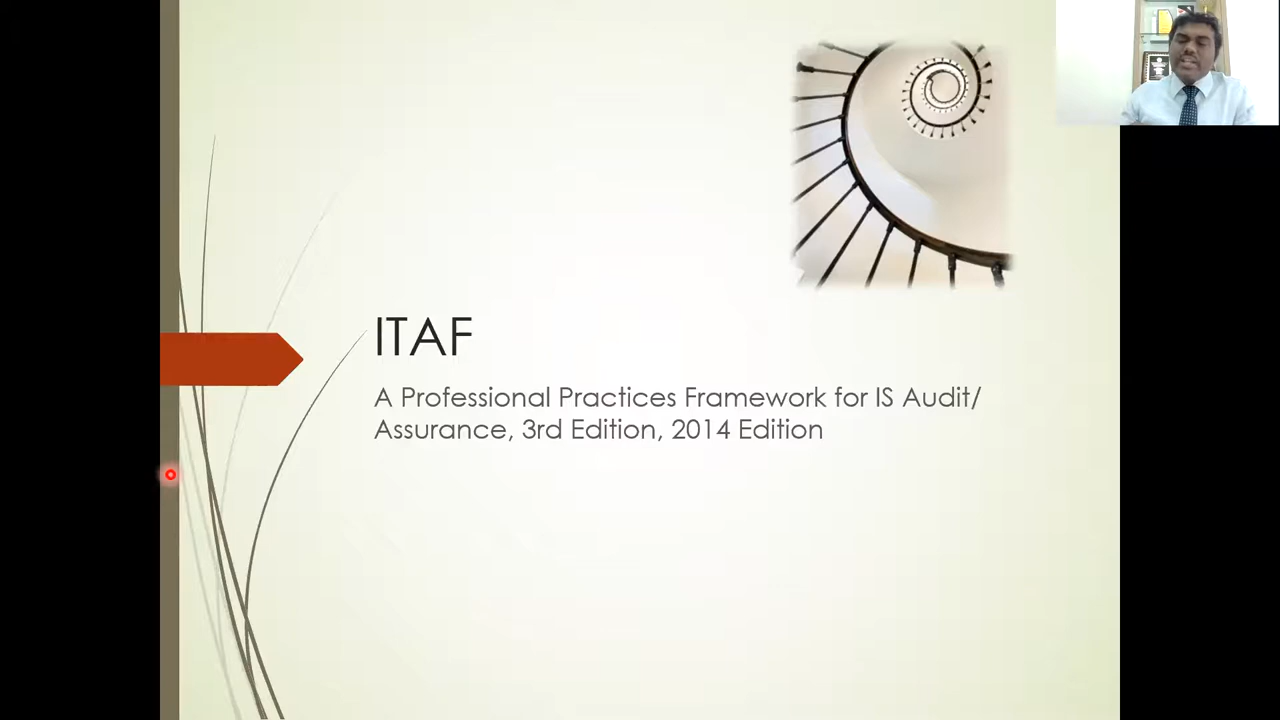 ITAF
A Professional Practices Framework for IS Audit/
Assurance, 3rd Edition, 2014 Edition